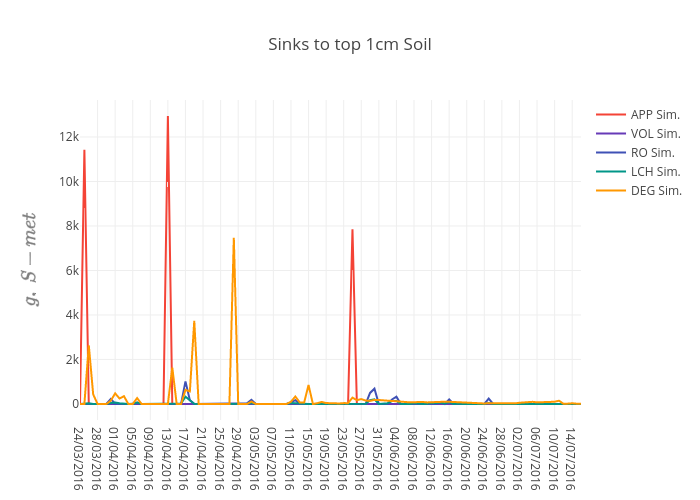 Sinks to top 1cm Soil
g. S - met
12k
10k
8k
6k
4k
2k
0
24/03/2016
28/03/2016
01/04/2016
05/04/2016
09/04/2016
13/04/2016
17/04/2016
21/04/2016
25/04/2016
29/04/2016
03/05/2016
07/05/2016
11/05/2016
15/05/2016
19/05/2016
23/05/2016
27/05/2016
31/05/2016
04/06/2016
08/06/2016
12/06/2016
16/06/2016
20/06/2016
24/06/2016
28/06/2016
02/07/2016
06/07/2016
10/07/2016
14/07/2016
APP Sim.
VOL Sim.
RO Sim.
LCH Sim.
DEG Sim.